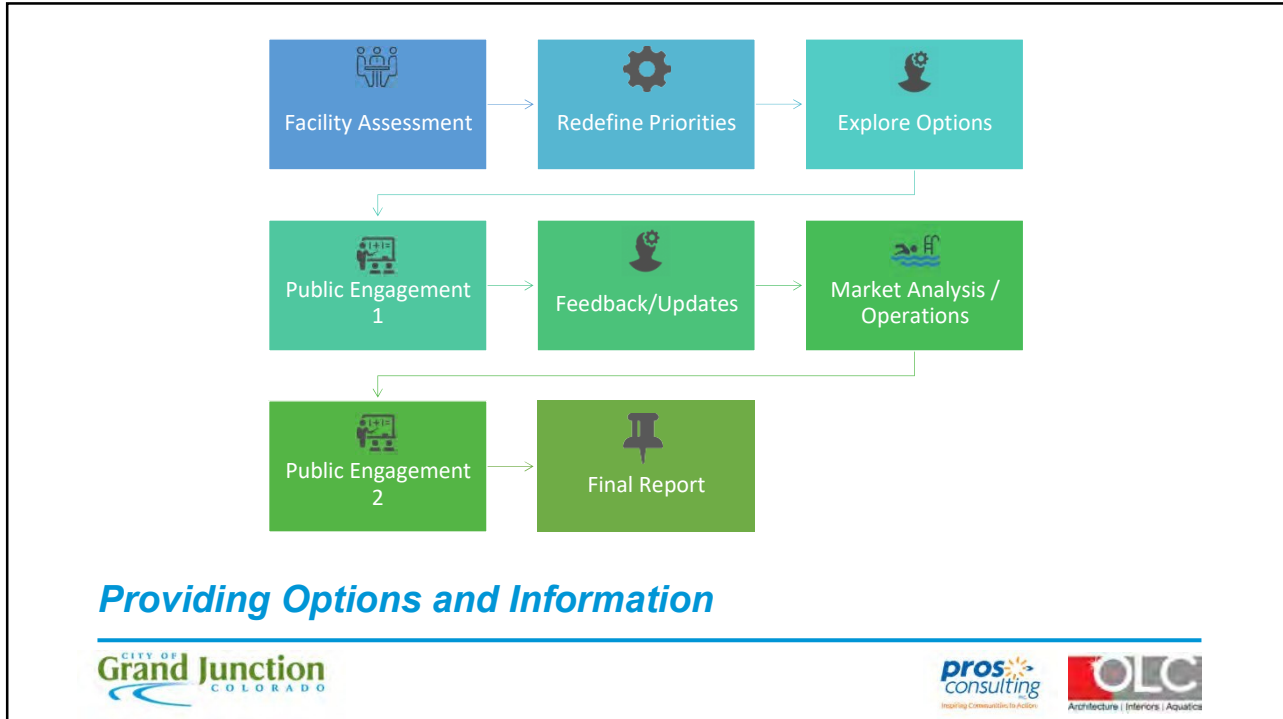 Facility Assessment
Redefine Priorities
Explore Options
Public Engagement
1
Feedback/Updates
Market Analysis /
Operations
Public Engagement
2
Final Report
Providing Options and Information
CITY OF
Grand Junction
COLORADO
pros
consulting
INC.
Inspiring Communities to Action
OLC
Architecture | Interiors | Aquatics